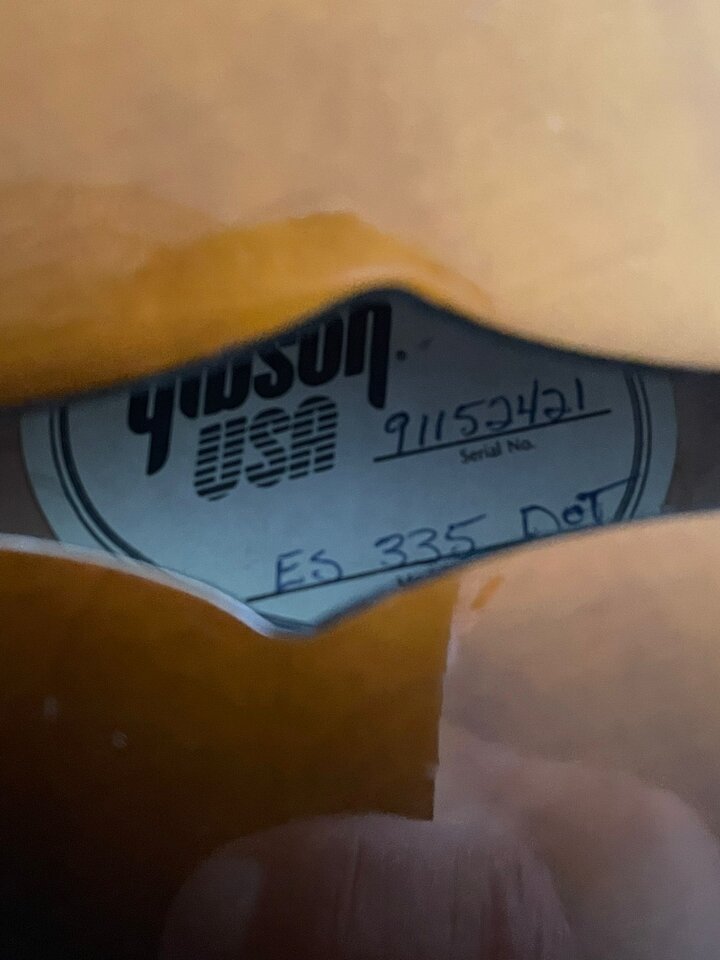 Gibson
USA
91152421
Serial No.
ES 335 DOT